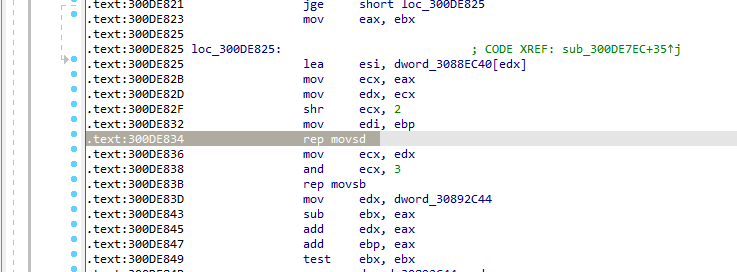 .text:300DE821 jge short loc_300DE825
.text:300DE823 mov eax, ebx
.text:300DE825
.text:300DE825 loc_300DE825: ; CODE XREF: sub_300DE7EC+35↑j
.text:300DE825 lea esi, dword_3088EC40[edx]
.text:300DE82B mov ecx, eax
.text:300DE82D mov edx, ecx
.text:300DE82F shr ecx, 2
.text:300DE832 mov edi, ebp
.text:300DE834 rep movsd
.text:300DE836 mov ecx, edx
.text:300DE838 and ecx, 3
.text:300DE83B rep movsb
.text:300DE83D mov edx, dword_30892C44
.text:300DE843 sub ebx, eax
.text:300DE845 add edx, eax
.text:300DE847 add ebp, eax
.text:300DE849 test ebx, ebx